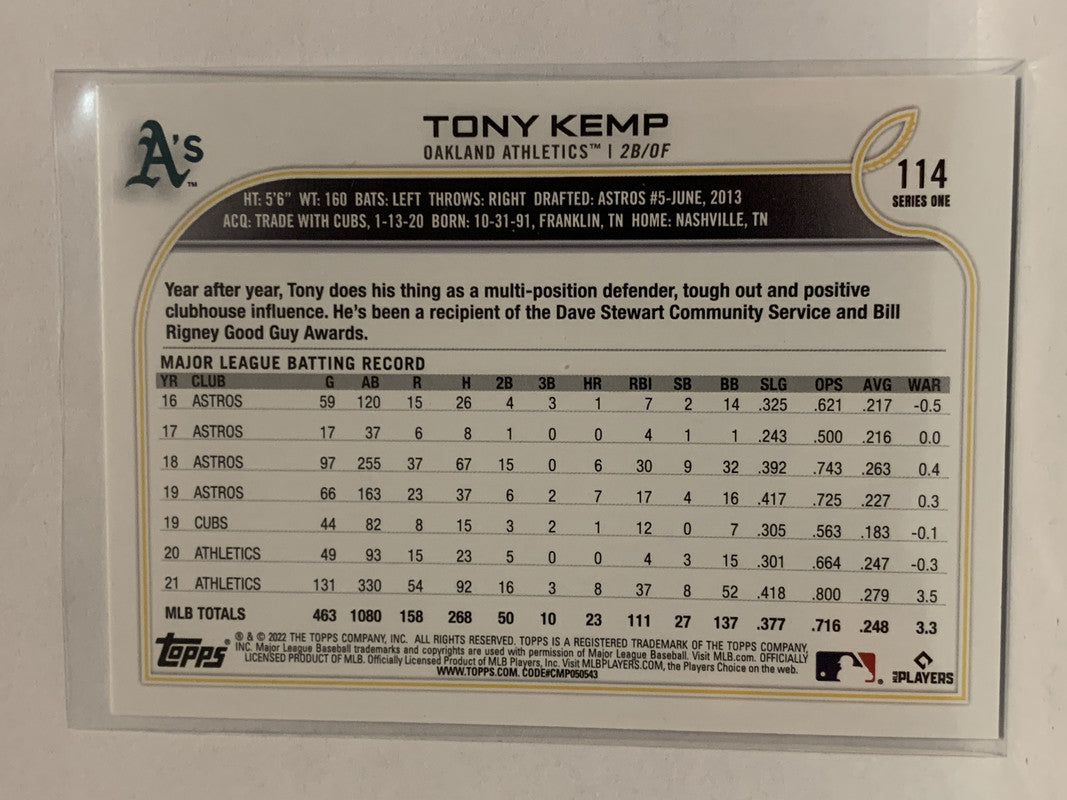 A's™
TONY KEMP
OAKLAND ATHLETICS™ | 2B/OF
114
SERIES ONE
HT: 5'6" WT: 160 BATS: LEFT THROWS: RIGHT DRAFTED: ASTROS #5-JUNE, 2013
ACQ: TRADE WITH CUBS, 1-13-20 BORN: 10-31-91, FRANKLIN, TN HOME: NASHVILLE, TN
Year after year, Tony does his thing as a multi-position defender, tough out and positive
clubhouse influence. He's been a recipient of the Dave Stewart Community Service and Bill
Rigney Good Guy Awards.
MAJOR LEAGUE BATTING RECORD
YR CLUB G AB R H 2B 3B HR RBI SB BB SLG OPS AVG WAR
16 ASTROS 59 120 15 26 4 3 1 7 2 14 .325 .621 .217 -0.5
17 ASTROS 17 37 6 8 1 0 0 4 1 1 .243 .500 .216 0.0
18 ASTROS 97 255 37 67 15 0 6 30 9 32 .392 .743 .263 0.4
19 ASTROS 66 163 23 37 6 2 7 17 4 16 .417 .725 .227 0.3
19 CUBS 44 82 8 15 3 2 1 12 0 7 .305 .563 .183 -0.1
20 ATHLETICS 49 93 15 23 5 0 0 4 3 15 .301 .664 .247 -0.3
21 ATHLETICS 131 330 54 92 16 3 8 37 8 52 .418 .800 .279 3.5
MLB TOTALS 463 1080 158 268 50 10 23 111 27 137 .377 .716 .248 3.3
topps®
® & © 2022 THE TOPPS COMPANY, INC. ALL RIGHTS RESERVED. TOPPS IS A REGISTERED TRADEMARK OF THE TOPPS COMPANY,
INC. Major League Baseball trademarks and copyrights are used with permission of Major League Baseball. Visit MLB.com. OFFICIALLY
LICENSED PRODUCT OF MLB. Officially Licensed Product of MLB Players, Inc. Visit MLBPLAYERS.COM, the Players Choice on the web.
WWW.TOPPS.COM. CODE#CMP050543
PLAYERS